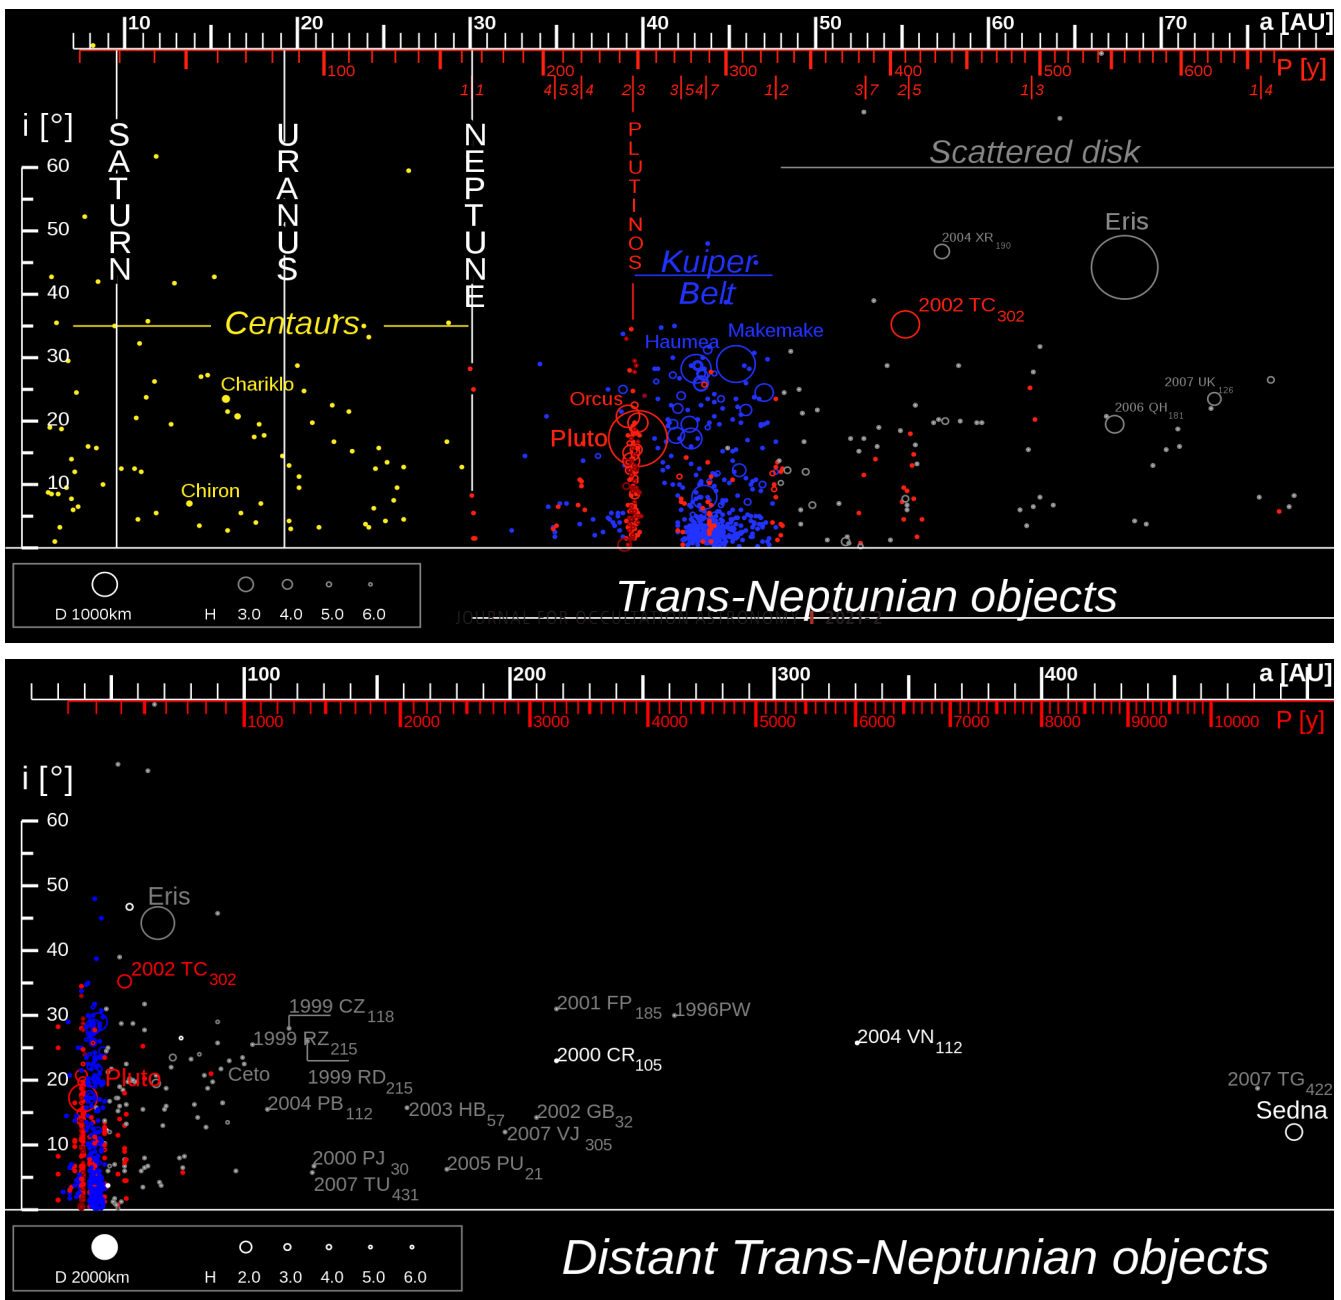 10 20 30 40 50 60 70 a [AU]
100 200 300 400 500 600 P [y]
1 1 4 5 3 4 2 3 3 5 4 7 1 2 3 7 2 5 1 3 1 4
i [°]
60
50
40
30
20
10
SATURN
URANUS
NEPTUNE
PLUTINOS
Scattered disk
Kuiper
Belt
Eris
2004 XR190
2002 TC302
Centaurs
Makemake
Haumea
Chariklo
Orcus
Pluto
2007 UK126
2006 QH181
Chiron
D 1000km H 3.0 4.0 5.0 6.0
Trans-Neptunian objects
JOURNAL FOR OCCULTATION ASTRONOMY | 2021-2
100 200 300 400 a [AU]
1000 2000 3000 4000 5000 6000 7000 8000 9000 10000 P [y]
i [°]
60
50
40
30
20
10
Eris
2002 TC302
1999 CZ118
2001 FP185
1996PW
1999 RZ215
2004 VN112
2000 CR105
Pluto
Ceto
1999 RD215
2007 TG422
2004 PB112
2003 HB57
2002 GB32
Sedna
2007 VJ305
2000 PJ30
2005 PU21
2007 TU431
D 2000km H 2.0 3.0 4.0 5.0 6.0
Distant Trans-Neptunian objects